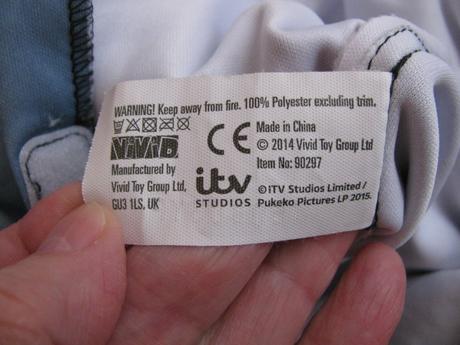 WARNING! Keep away from fire. 100% Polyester excluding trim.
ViViD
Manufactured by
Vivid Toy Group Ltd,
GU3 1LS, UK
CE
Made in China
© 2014 Vivid Toy Group Ltd
Item No: 90297
itv
STUDIOS
©ITV Studios Limited /
Pukeko Pictures LP 2015.